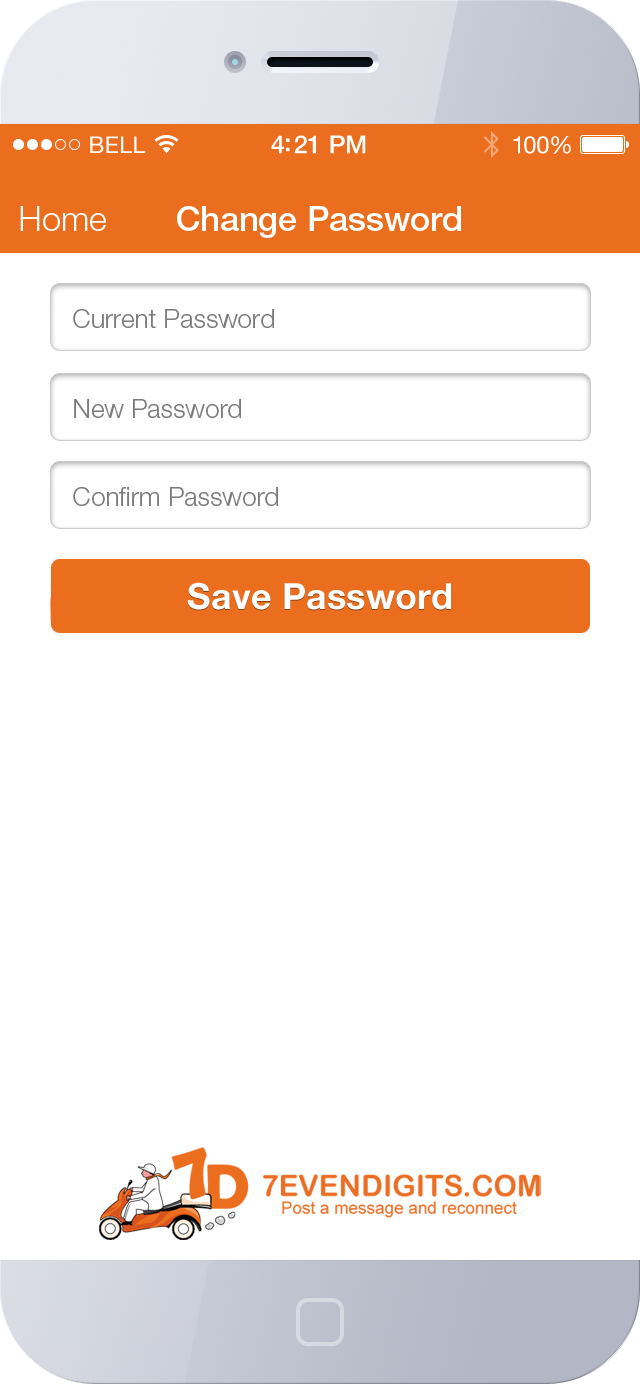 BELL 4:21 PM 100%
Home Change Password
Current Password
New Password
Confirm Password
Save Password
7D
7EVENDIGITS.COM
Post a message and reconnect